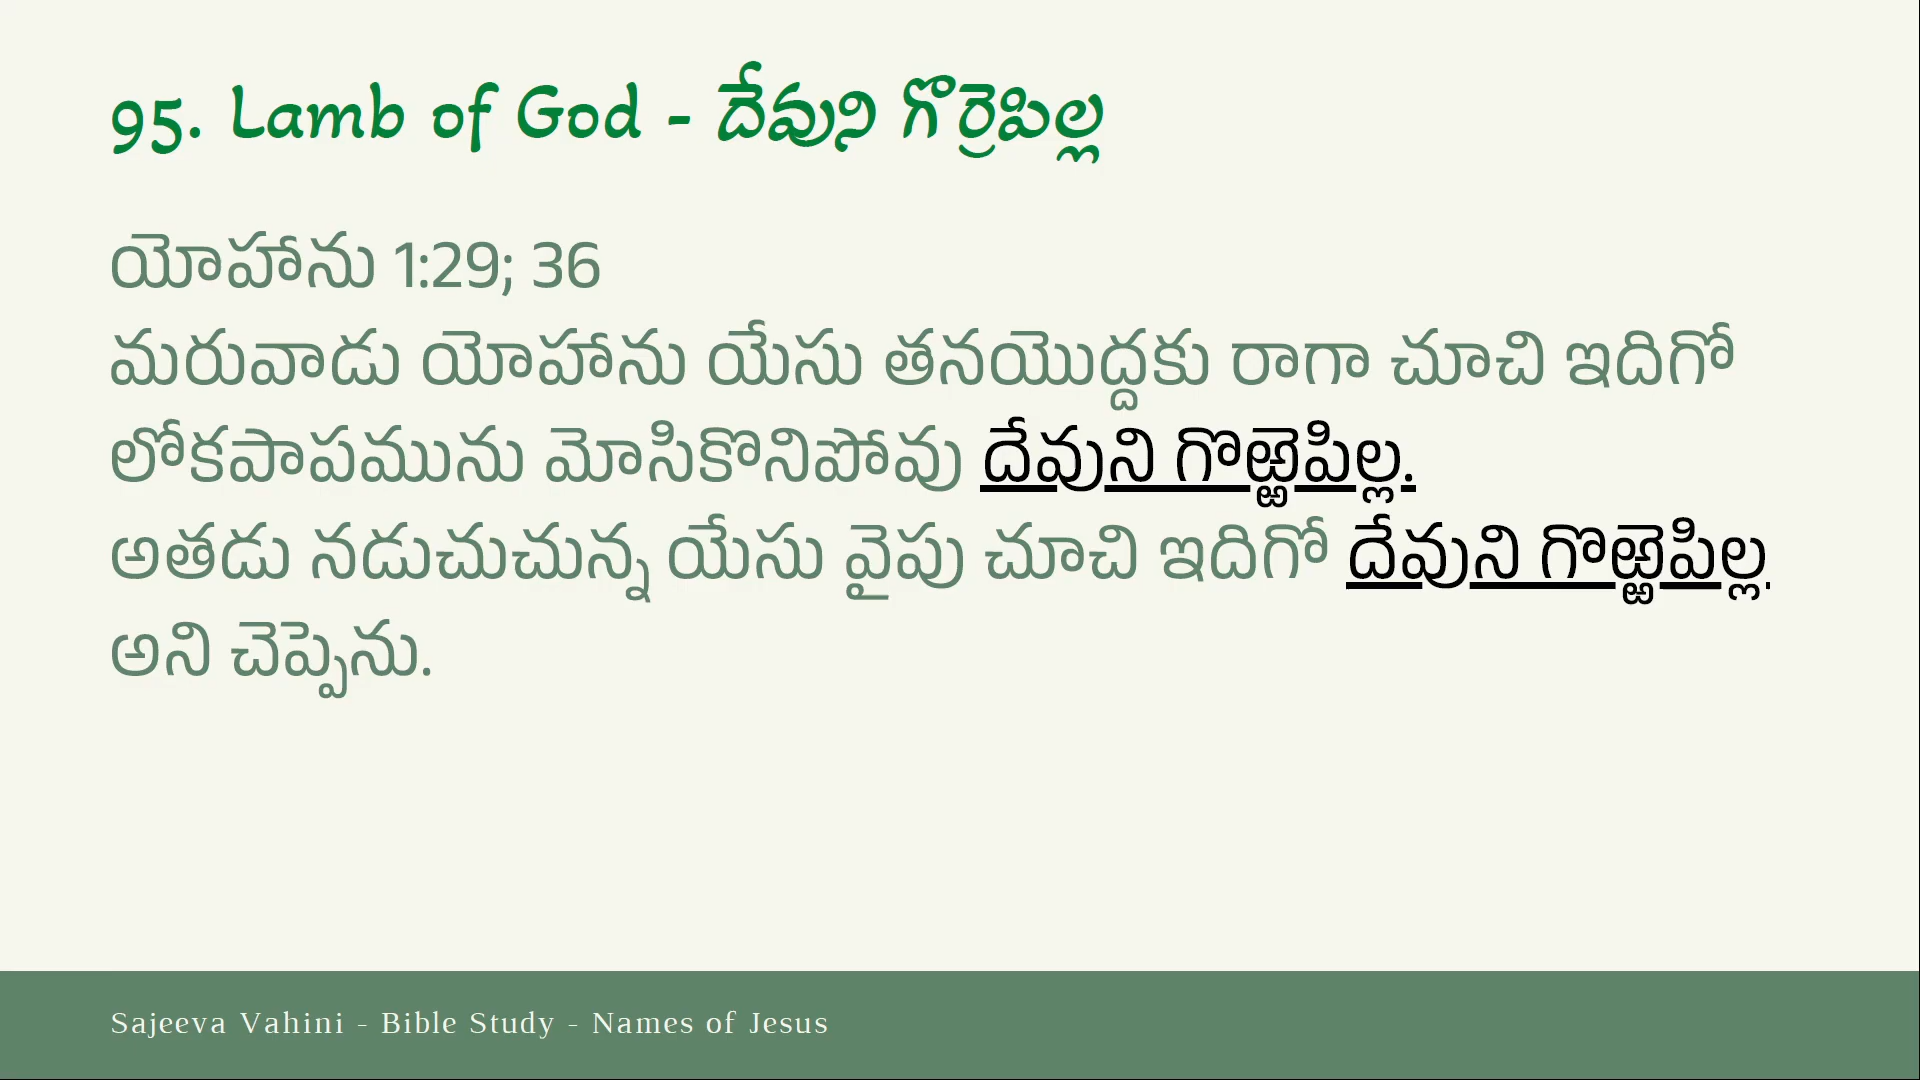 95. Lamb of God - దేవుని గొర్రెపిల్ల
యోహాను 1:29; 36
మరువాడు యోహాను యేసు తనయొద్దకు రాగా చూచి ఇదిగో
లోకపాపమును మోసికొనిపోవు దేవుని గొఱ్ఱెపిల్ల.
అతడు నడుచుచున్న యేసు వైపు చూచి ఇదిగో దేవుని గొఱ్ఱెపిల్ల
అని చెప్పెను.
Sajeeva Vahini - Bible Study - Names of Jesus